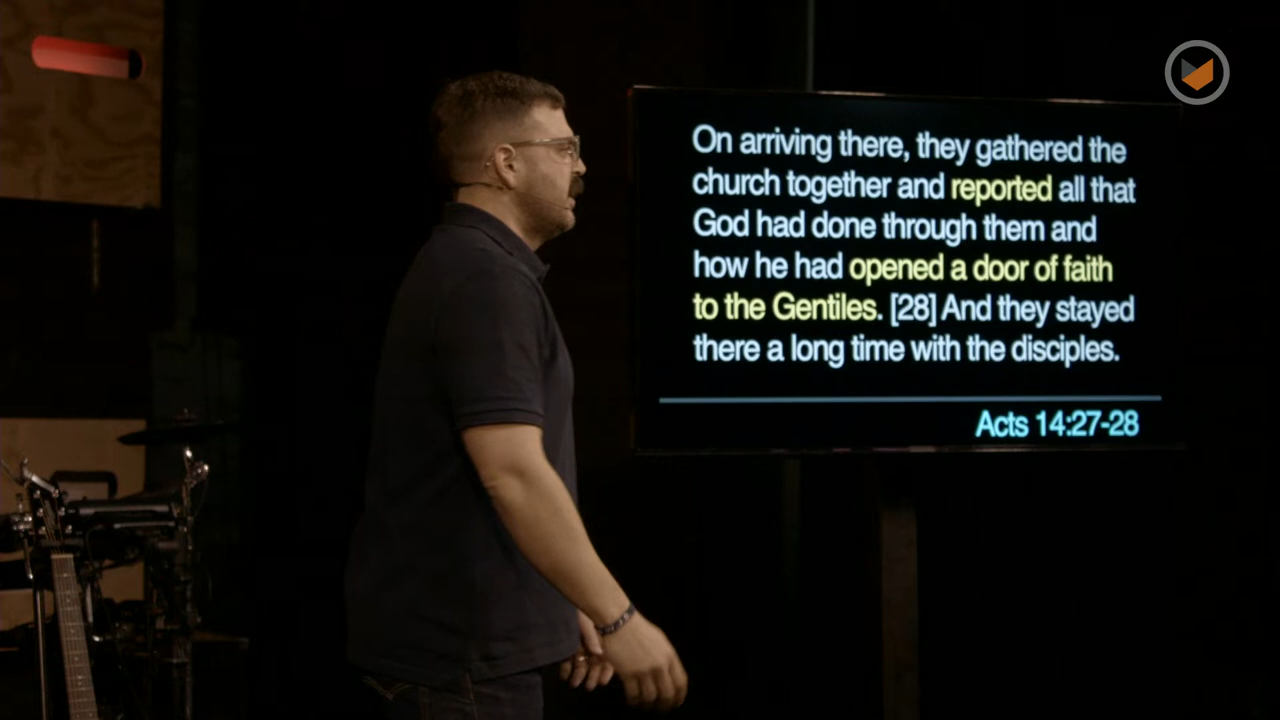 On arriving there, they gathered the
church together and reported all that
God had done through them and
how he had opened a door of faith
to the Gentiles. [28] And they stayed
there a long time with the disciples.
Acts 14:27-28